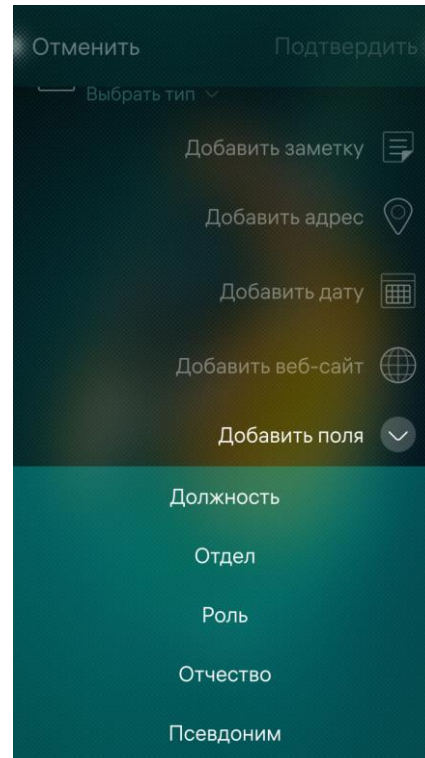 Отменить Подтвердить
Выбрать тип
Добавить заметку
Добавить адрес
Добавить дату
Добавить веб-сайт
Добавить поля
Должность
Отдел
Роль
Отчество
Псевдоним